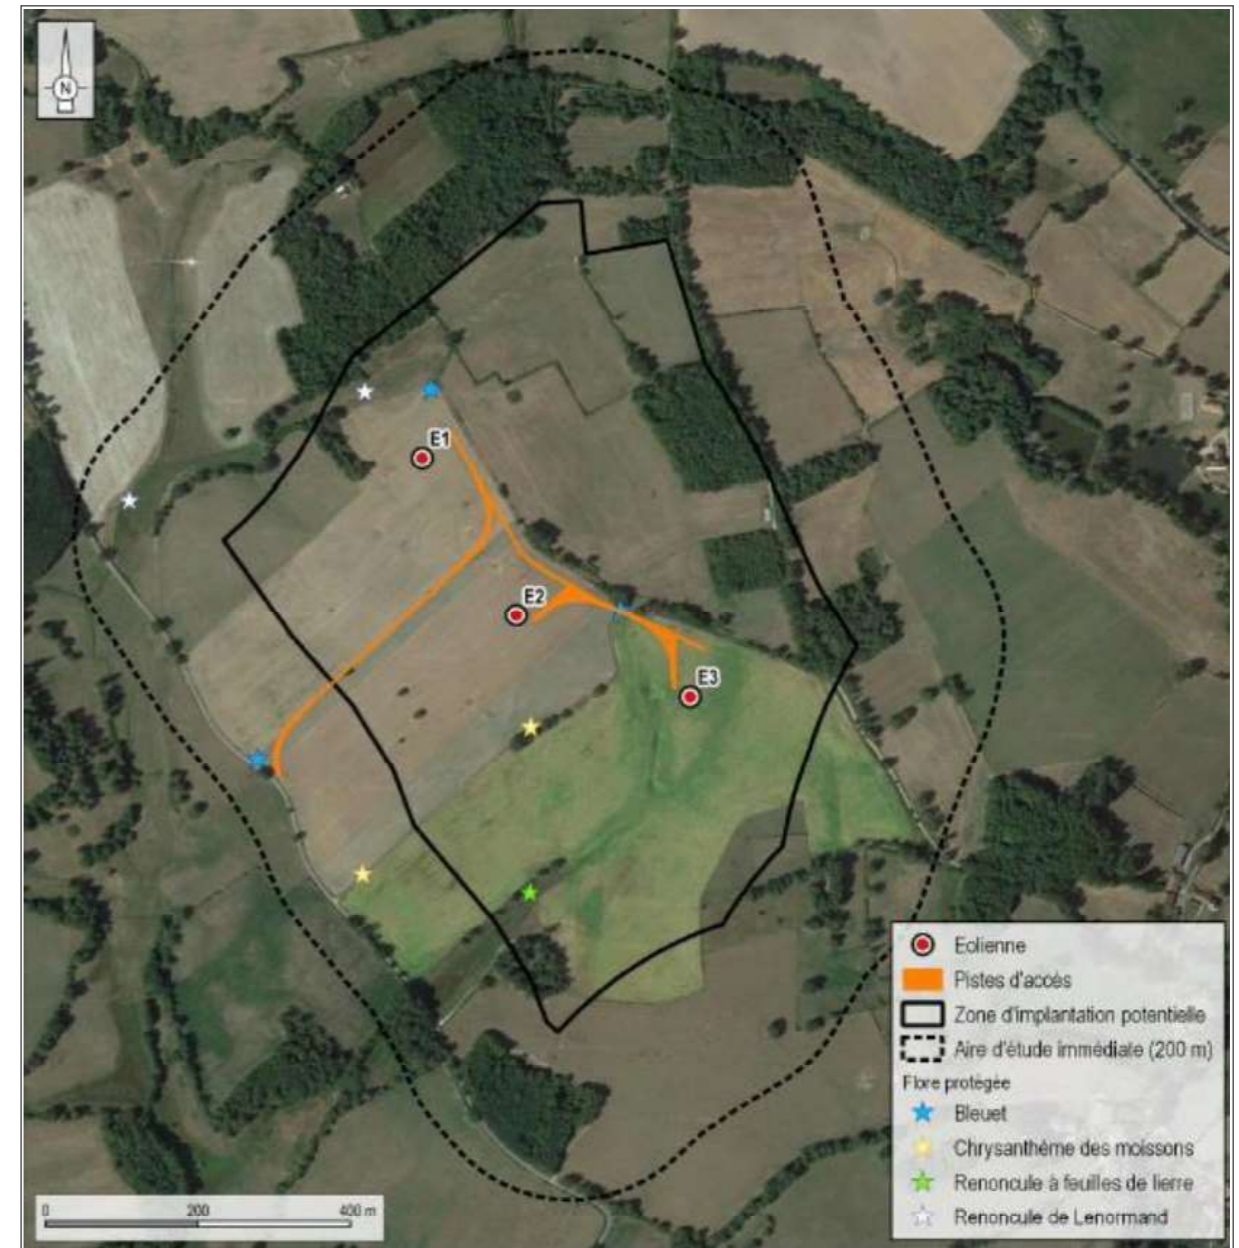 N
E1
E2
E3
Eolienne
Pistes d'accès
Zone d'implantation potentielle
Aire d'étude immédiate (200 m)
Flore protégée
Bleuet
Chrysanthème des moissons
Renoncule à feuilles de lierre
Renoncule de Lenormand
0 200 400 m